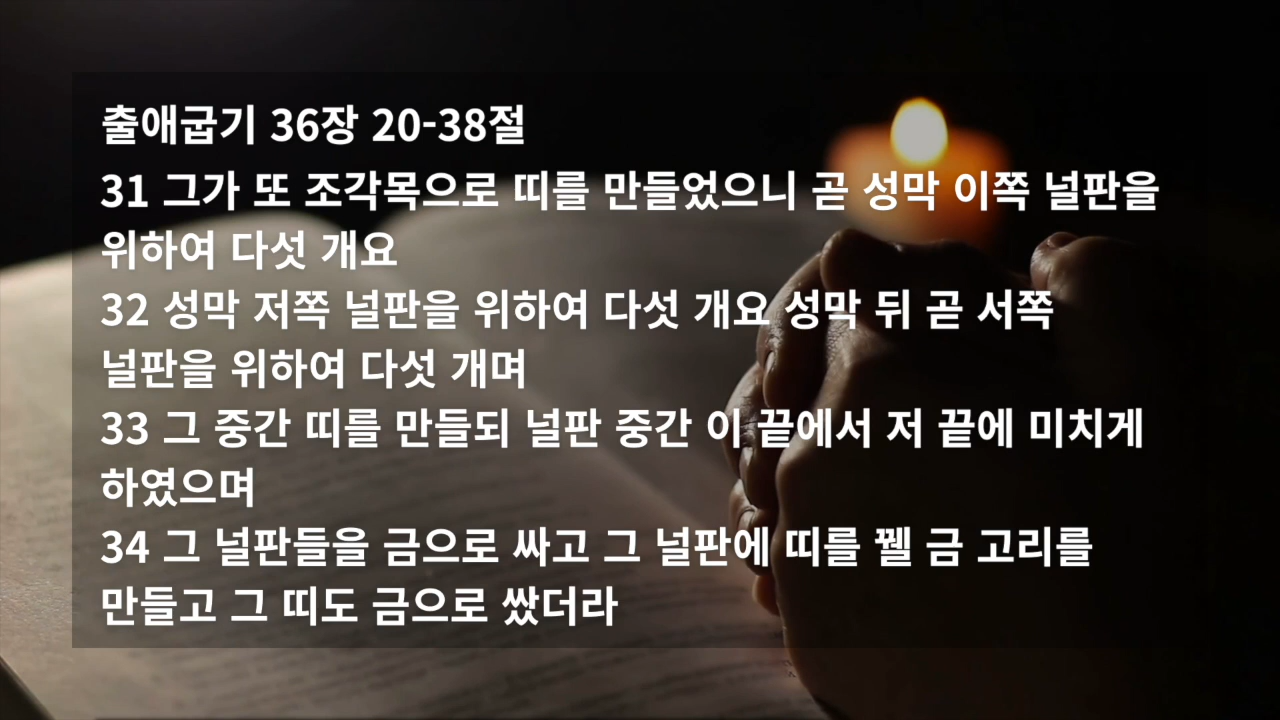 출애굽기 36장 20-38절
31 그가 또 조각목으로 띠를 만들었으니 곧 성막 이쪽 널판을
위하여 다섯 개요
32 성막 저쪽 널판을 위하여 다섯 개요 성막 뒤 곧 서쪽
널판을 위하여 다섯 개며
33 그 중간 띠를 만들되 널판 중간 이 끝에서 저 끝에 미치게
하였으며
34 그 널판들을 금으로 싸고 그 널판에 띠를 꿸 금 고리를
만들고 그 띠도 금으로 쌌더라